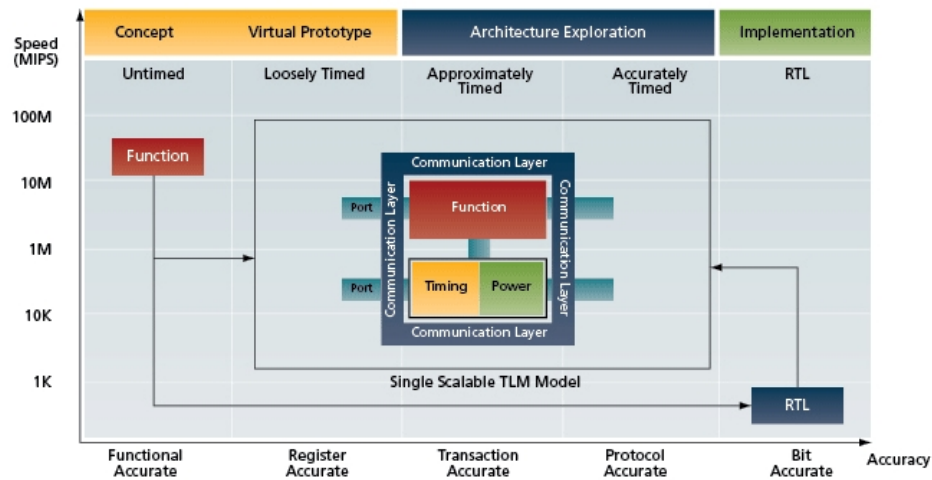 Speed
(MIPS)
Concept
Virtual Prototype
Architecture Exploration
Implementation
Untimed
Loosely Timed
Approximately
Timed
Accurately
Timed
RTL
100M
10M
1M
10K
1K
Function
Communication Layer
Communication Layer
Communication Layer
Port
Function
Port
Timing
Power
Communication Layer
Single Scalable TLM Model
RTL
Functional
Accurate
Register
Accurate
Transaction
Accurate
Protocol
Accurate
Bit
Accurate
Accuracy